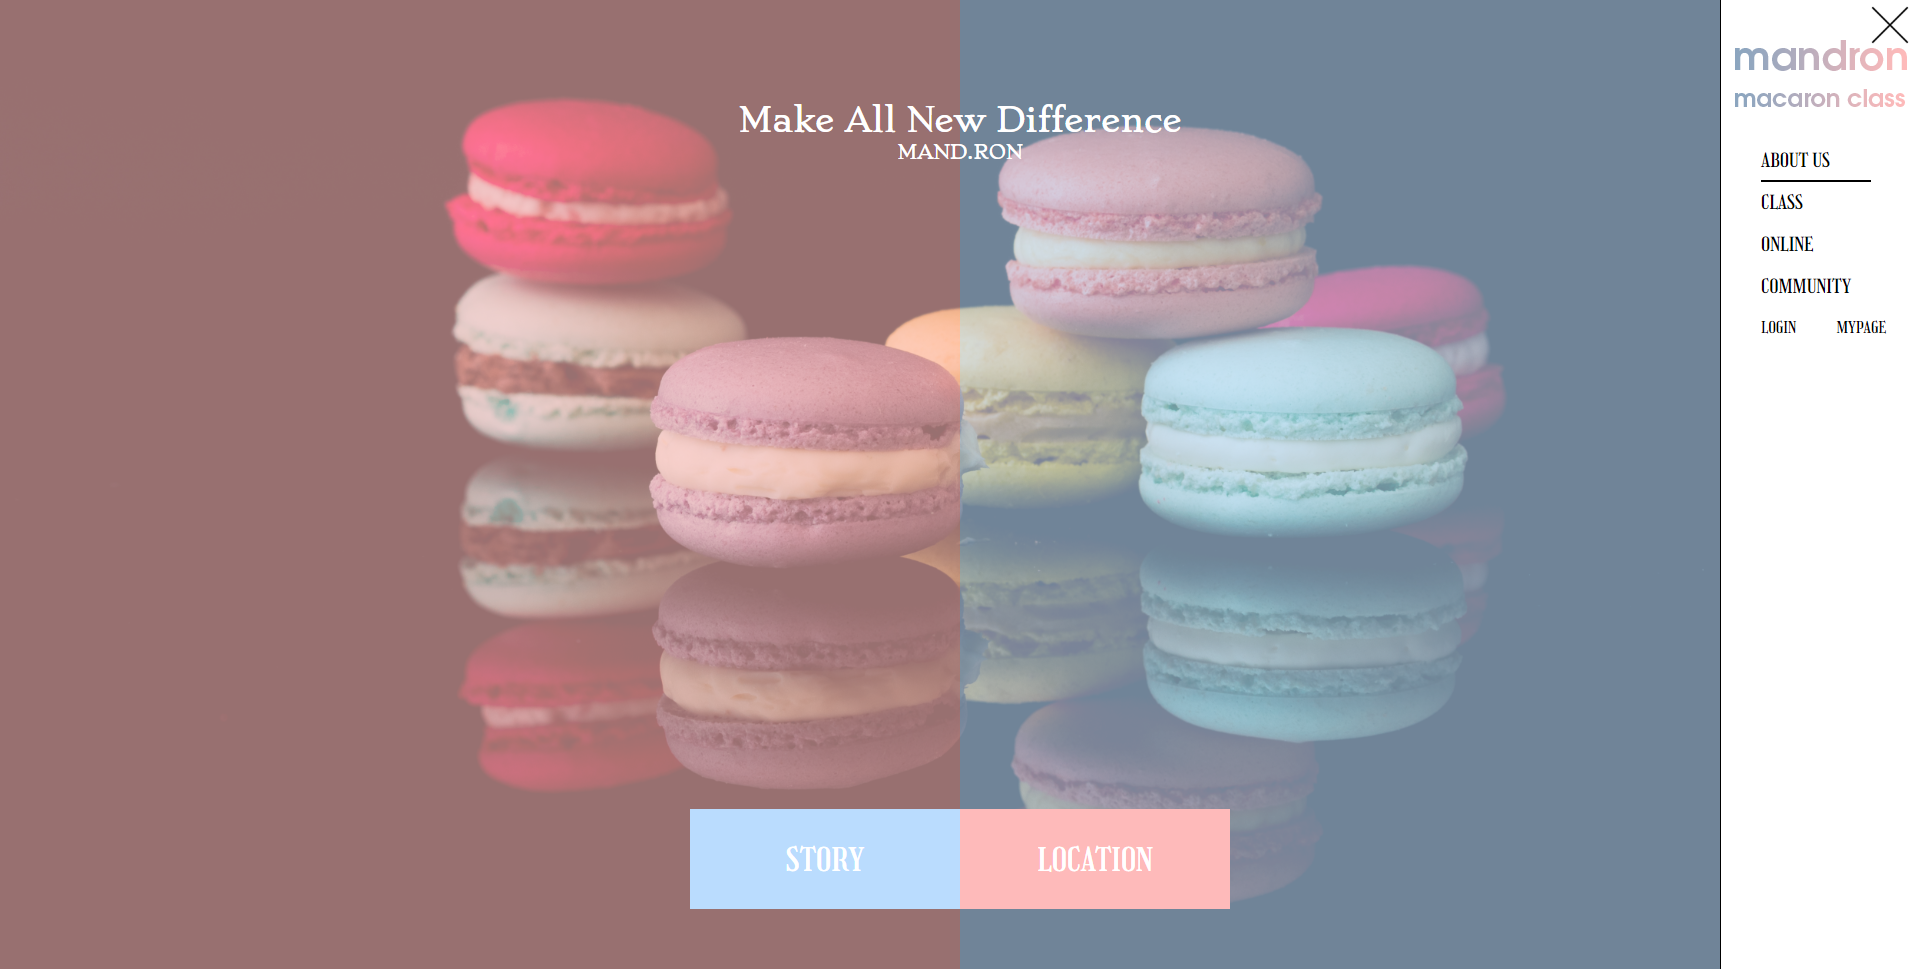 Make All New Difference
MAND.RON
STORY
LOCATION
mandron
macaron class
ABOUT US
CLASS
ONLINE
COMMUNITY
LOGIN MYPAGE